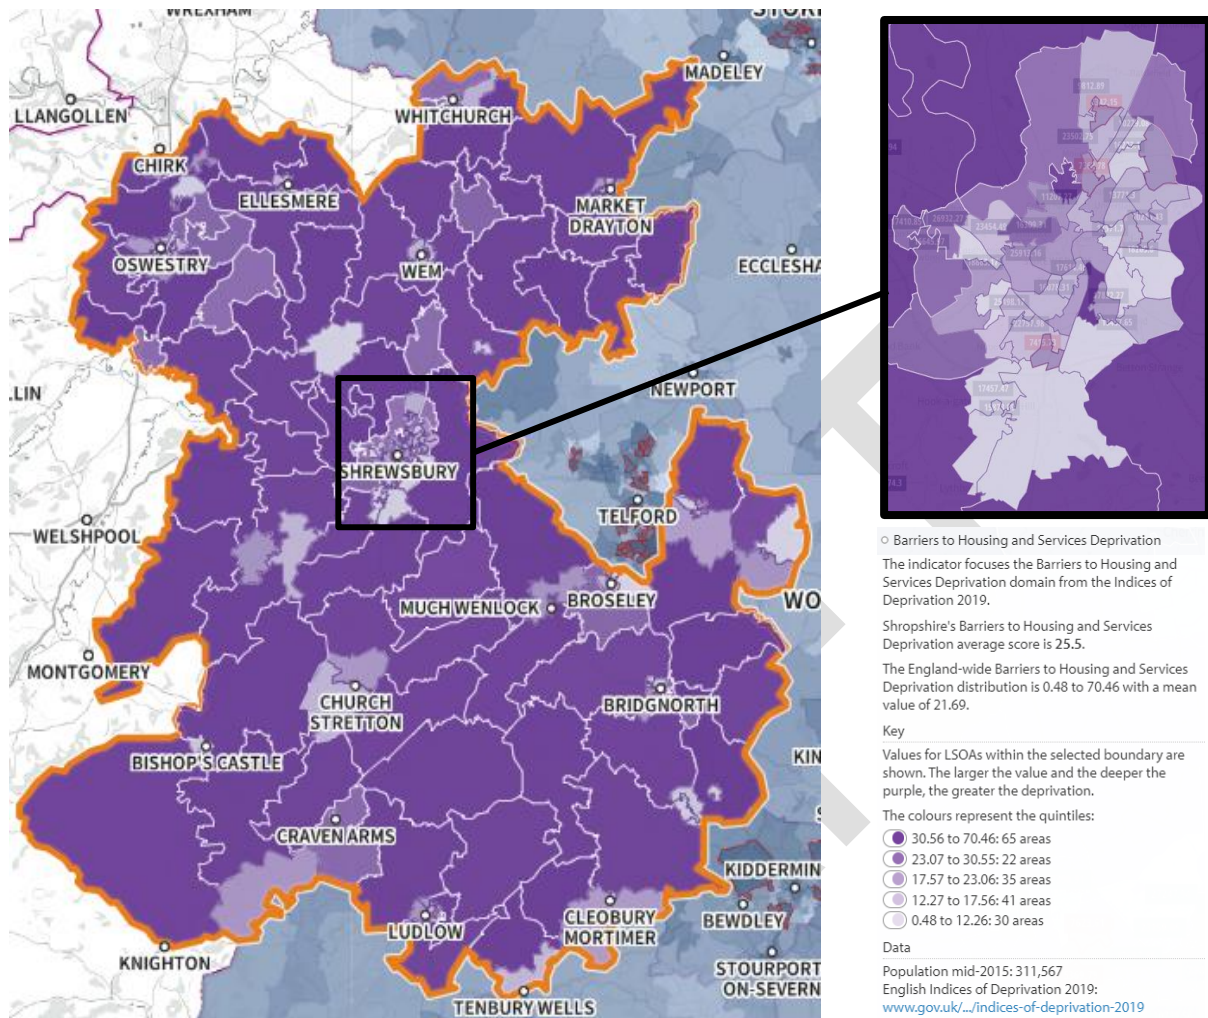 WREXHAM
MADELEY
LLANGOLLEN
WHITCHURCH
CHIRK
ELLESMERE
MARKET
DRAYTON
OSWESTRY
WEM
ECCLESHA
LLIN
NEWPORT
SHREWSBURY
TELFORD
WELSHPOOL
MUCH WENLOCK
BROSELEY
WO
MONTGOMERY
CHURCH
STRETTON
BRIDGNORTH
BISHOP'S CASTLE
KIN
CRAVEN ARMS
KIDDERMIN
CLEOBURY
MORTIMER
BEWDLEY
LUDLOW
KNIGHTON
STOURPORT
ON-SEVERN
TENBURY WELLS
26932.27
17457.47
Barriers to Housing and Services Deprivation
The indicator focuses the Barriers to Housing and
Services Deprivation domain from the Indices of
Deprivation 2019.
Shropshire's Barriers to Housing and Services
Deprivation average score is 25.5.
The England-wide Barriers to Housing and Services
Deprivation distribution is 0.48 to 70.46 with a mean
value of 21.69.
Key
Values for LSOAs within the selected boundary are
shown. The larger the value and the deeper the
purple, the greater the deprivation.
The colours represent the quintiles:
30.56 to 70.46: 65 areas
23.07 to 30.55: 22 areas
17.57 to 23.06: 35 areas
12.27 to 17.56: 41 areas
0.48 to 12.26: 30 areas
Data
Population mid-2015: 311,567
English Indices of Deprivation 2019:
www.gov.uk/.../indices-of-deprivation-2019